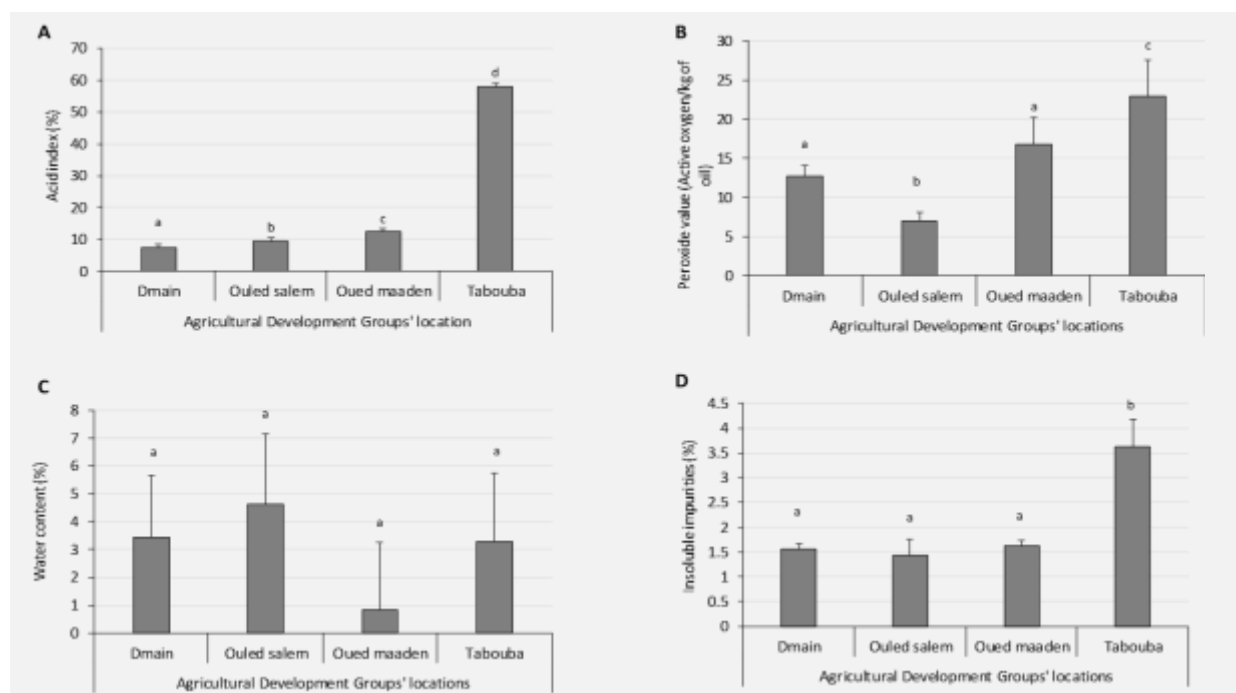 A
Acid index (%)
70
60
50
40
30
20
10
0
a
b
c
d
Dmain
Ouled salem
Oued maaden
Tabouba
Agricultural Development Groups' location
B
Peroxide value (Active oxygen/kg of
oill)
30
25
20
15
10
5
0
a
b
a
c
Dmain
Ouled salem
Oued maaden
Tabouba
Agricultural Development Groups' locations
C
Water content (%)
8
7
6
5
4
3
2
1
0
a
a
a
a
Dmain
Ouled salem
Oued maaden
Tabouba
Agricultural Development Groups' locations
D
Insoluble impurities (%)
4.5
4
3.5
3
2.5
2
1.5
1
0.5
0
a
a
a
b
Dmain
Ouled salem
Oued maaden
Tabouba
Agricultural Development Groups' locations